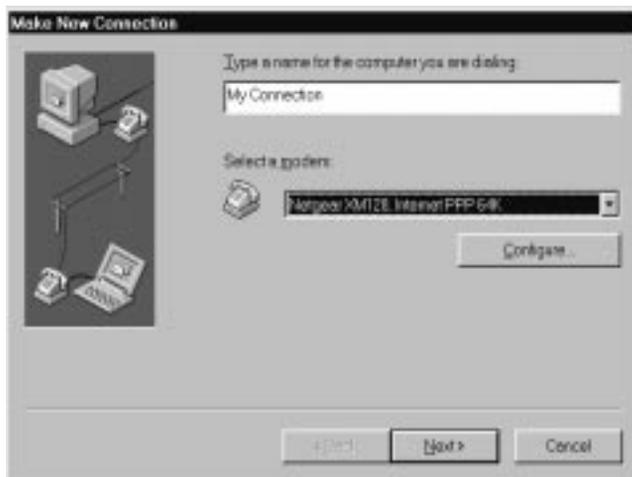 Make New Connection
Type a name for the computer you are dialing:
My Connection
Select a modem:
Netgear XM128, Internet PPP 64K
Configure...
< Back
Next >
Cancel